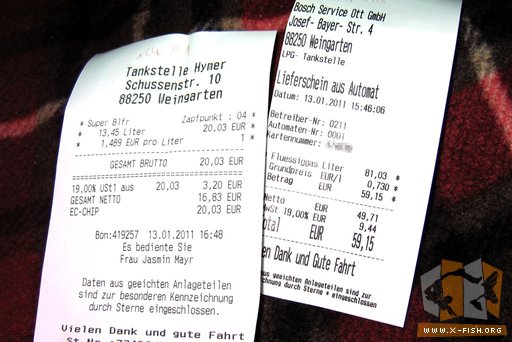 Tankstelle Hyner
Schussenstr. 10
88250 Weingarten
* Super Blfr Zapfpunkt : 04 *
* 13,45 Liter 20,03 EUR *
* 1,489 EUR pro Liter 1 *
GESAMT BRUTTO 20,03 EUR
19,00% USt1 aus 20,03 3,20 EUR
GESAMT NETTO 16,83 EUR
EC-CHIP 20,03 EUR
Bon:419257 13.01.2011 16:48
Es bediente Sie
Frau Jasmin Mayr
Daten aus geeichten Anlageteilen
sind zur besonderen Kennzeichnung
durch Sterne eingeschlossen.
Vielen Dank und gute Fahrt
St.Nr.
Bosch Service Ott GmbH
Josef- Bayer- Str. 4
88250 Weingarten
LPG- Tankstelle
Lieferschein aus Automat
Datum: 13.01.2011 15:46:06
Betreiber-Nr: 0211
Automaten-Nr: 0001
Kartennummer:
Fluessiggas Liter 81,03 *
Grundpreis EUR/l 0,730 *
Betrag EUR 59,15 *
Netto EUR 49,71
MwSt 19,00% EUR 9,44
Total EUR 59,15
len Dank und Gute Fahrt
aus geeichten Anlageteilen sind zur
nzeichnung durch Sterne * eingeschlossen
WWW.X-FISH.ORG